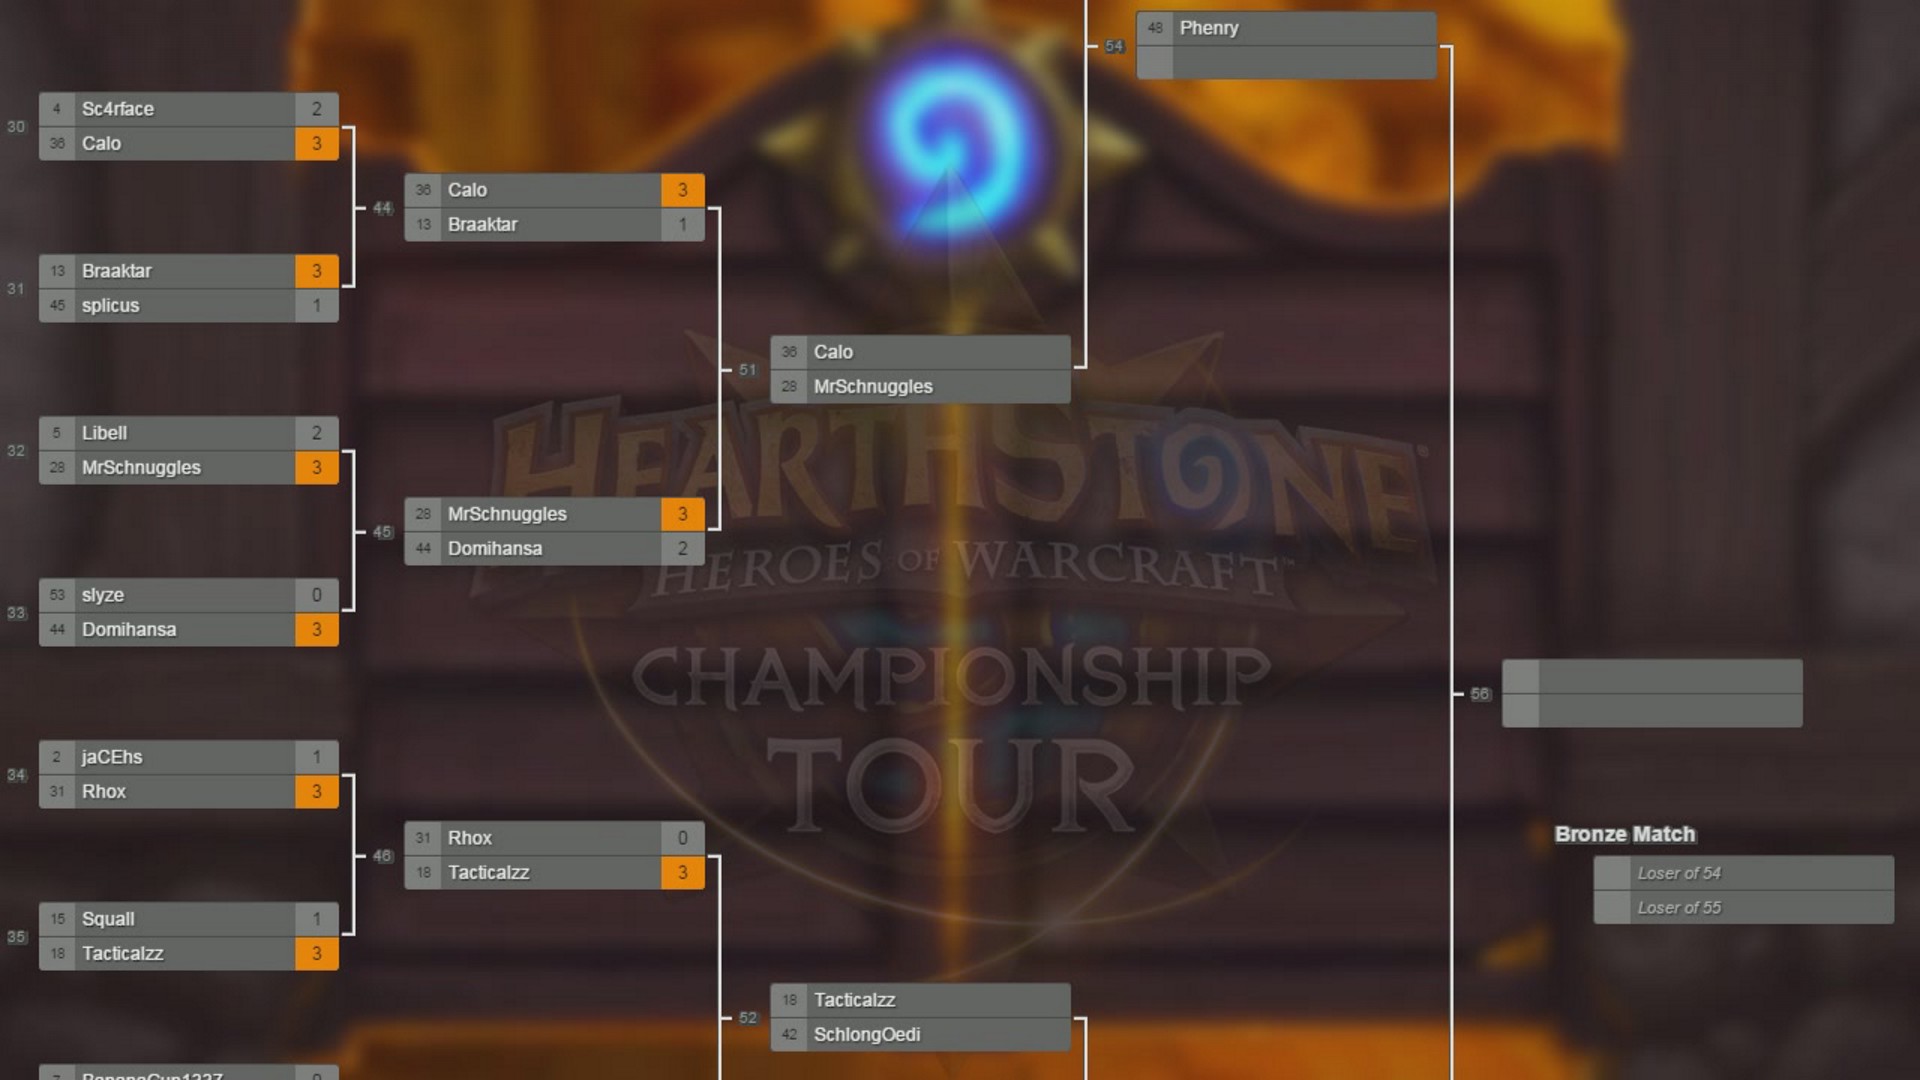 54
48 Phenry
30
4 Sc4rface 2
36 Calo 3
44
36 Calo 3
13 Braaktar 1
31
13 Braaktar 3
45 splicus 1
51
36 Calo
28 MrSchnuggles
32
5 Libell 2
28 MrSchnuggles 3
45
28 MrSchnuggles 3
44 Domihansa 2
33
53 slyze 0
44 Domihansa 3
HEARTHSTONE
HEROES OF WARCRAFT™
CHAMPIONSHIP
TOUR
56
34
2 jaCEhs 1
31 Rhox 3
46
31 Rhox 0
18 Tacticalzz 3
Bronze Match
Loser of 54
Loser of 55
35
15 Squall 1
18 Tacticalzz 3
52
18 Tacticalzz
42 SchlongOedi